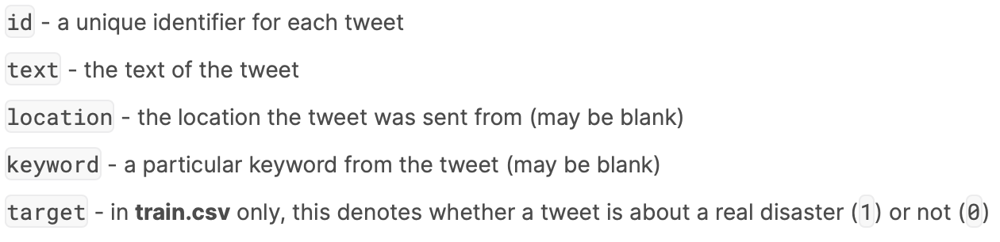 id - a unique identifier for each tweet
text - the text of the tweet
location - the location the tweet was sent from (may be blank)
keyword - a particular keyword from the tweet (may be blank)
target - in train.csv only, this denotes whether a tweet is about a real disaster (1) or not (0)